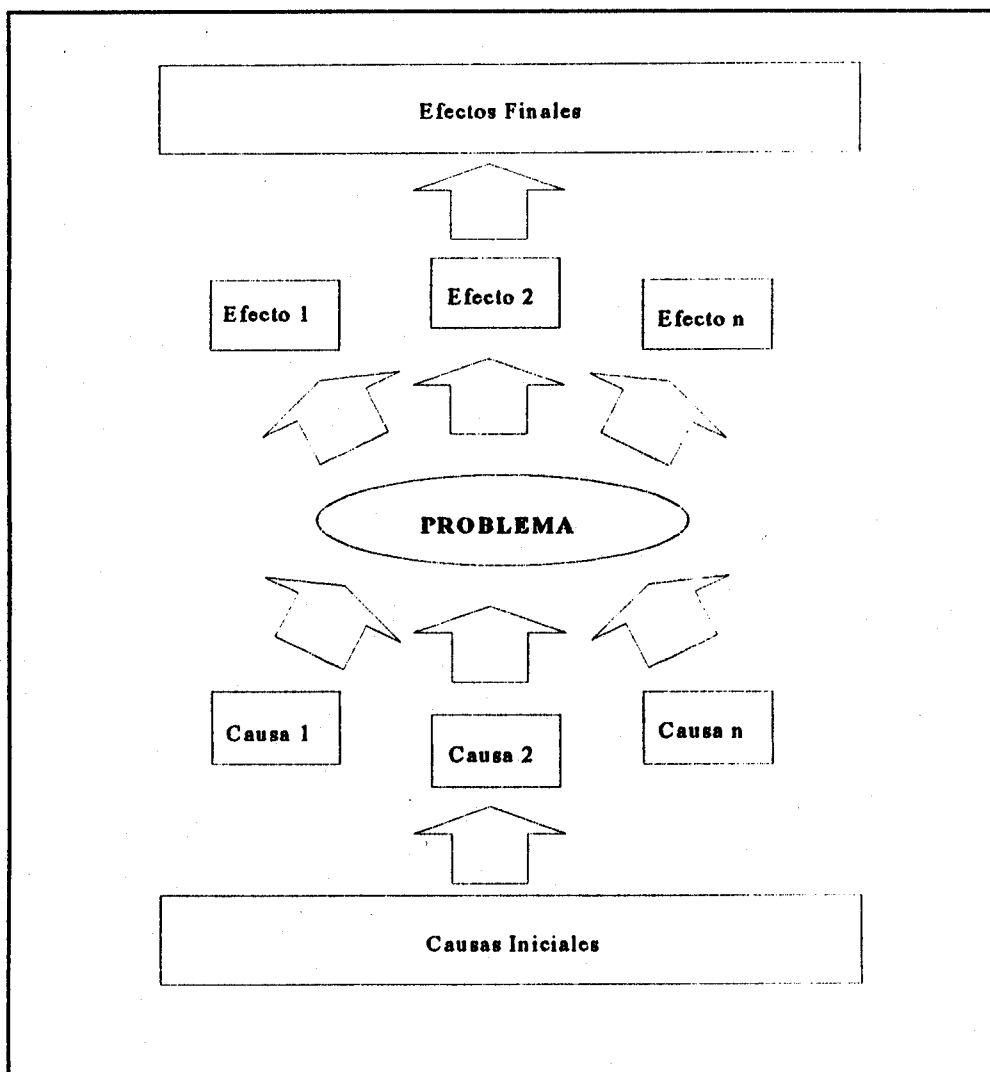 Efectos Finales
Efecto 1
Efecto 2
Efecto n
PROBLEMA
Causa 1
Causa 2
Causa n
Causas Iniciales